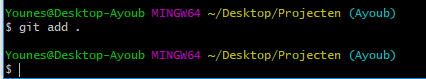 Younes@Desktop-Ayoub MINGW64 ~/Desktop/Projecten (Ayoub)
$ git add .
Younes@Desktop-Ayoub MINGW64 ~/Desktop/Projecten (Ayoub)
$